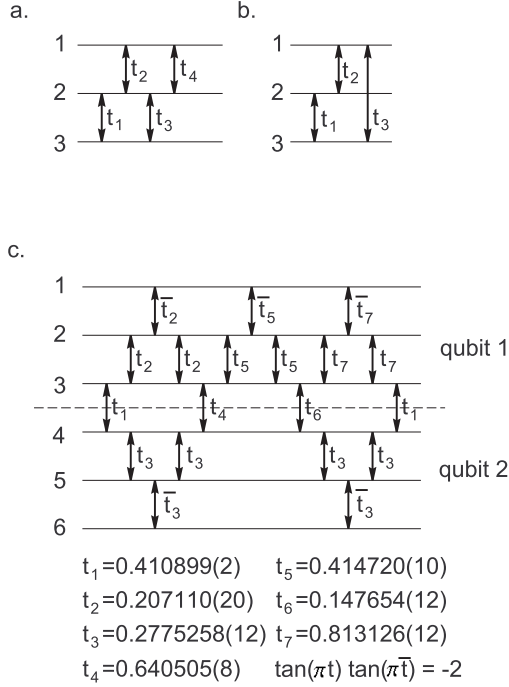 a. b.
1
t₂ t₄ t₂
2 2
t₁ t₃ t₁ t₃
3 3
c.
1
t̄₂ t̄₅ t̄₇
2
t₂ t₂ t₅ t₅ t₇ t₇ qubit 1
3
t₁ t₄ t₆ t₁
4
t₃ t₃ t₃ t₃ qubit 2
5
t̄₃ t̄₃
6
t₁=0.410899(2) t₅=0.414720(10)
t₂=0.207110(20) t₆=0.147654(12)
t₃=0.2775258(12) t₇=0.813126(12)
t₄=0.640505(8) tan(πt) tan(πt̄) = -2